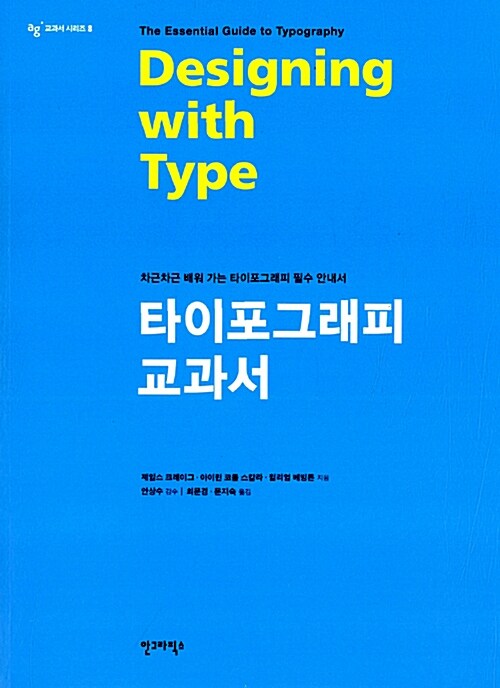 ag 교과서 시리즈 8
The Essential Guide to Typography
Designing
with
Type
차근차근 배워 가는 타이포그래피 필수 안내서
타이포그래피
교과서
제임스 크레이그 · 아이린 코롤 스칼라 · 윌리엄 베빙튼 지음
안상수 감수 | 최문경 · 문지숙 옮김
안그라픽스